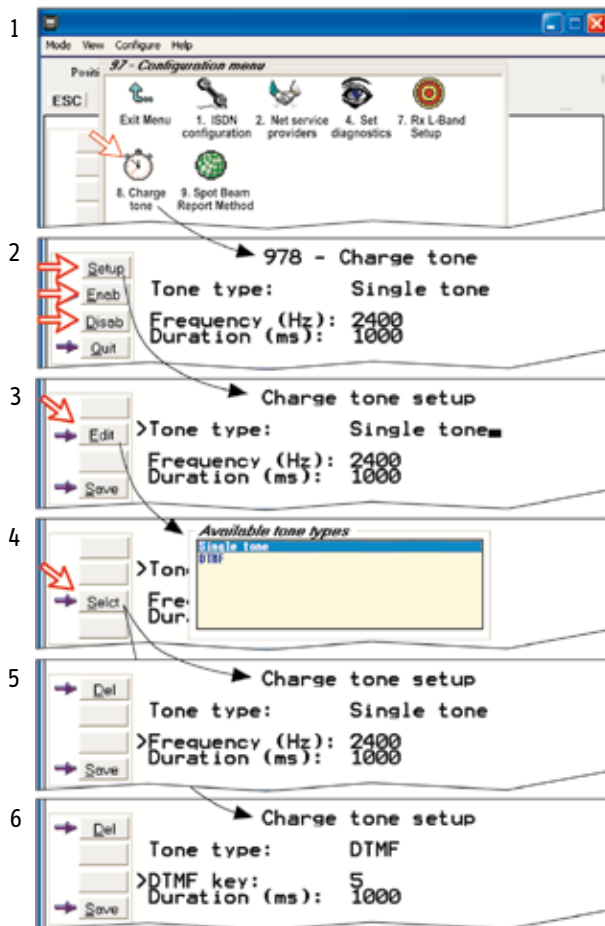 1
Mode View Configure Help
Positi
97 - Configuration menu
ESC
Exit Menu
1. ISDN configuration
2. Net service providers
4. Set diagnostics
7. Rx L-Band Setup
8. Charge tone
9. Spot Beam Report Method
2
978 - Charge tone
Setup
Enab
Disab
Quit
Tone type: Single tone
Frequency (Hz): 2400
Duration (ms): 1000
3
Charge tone setup
Edit
>Tone type: Single tone
Frequency (Hz): 2400
Duration (ms): 1000
Save
4
Available tone types
Single tone
DTMF
>Ton
Selct
Fre
Dur
5
Charge tone setup
Del
Tone type: Single tone
>Frequency (Hz): 2400
Duration (ms): 1000
Save
6
Charge tone setup
Del
Tone type: DTMF
>DTMF key: 5
Duration (ms): 1000
Save